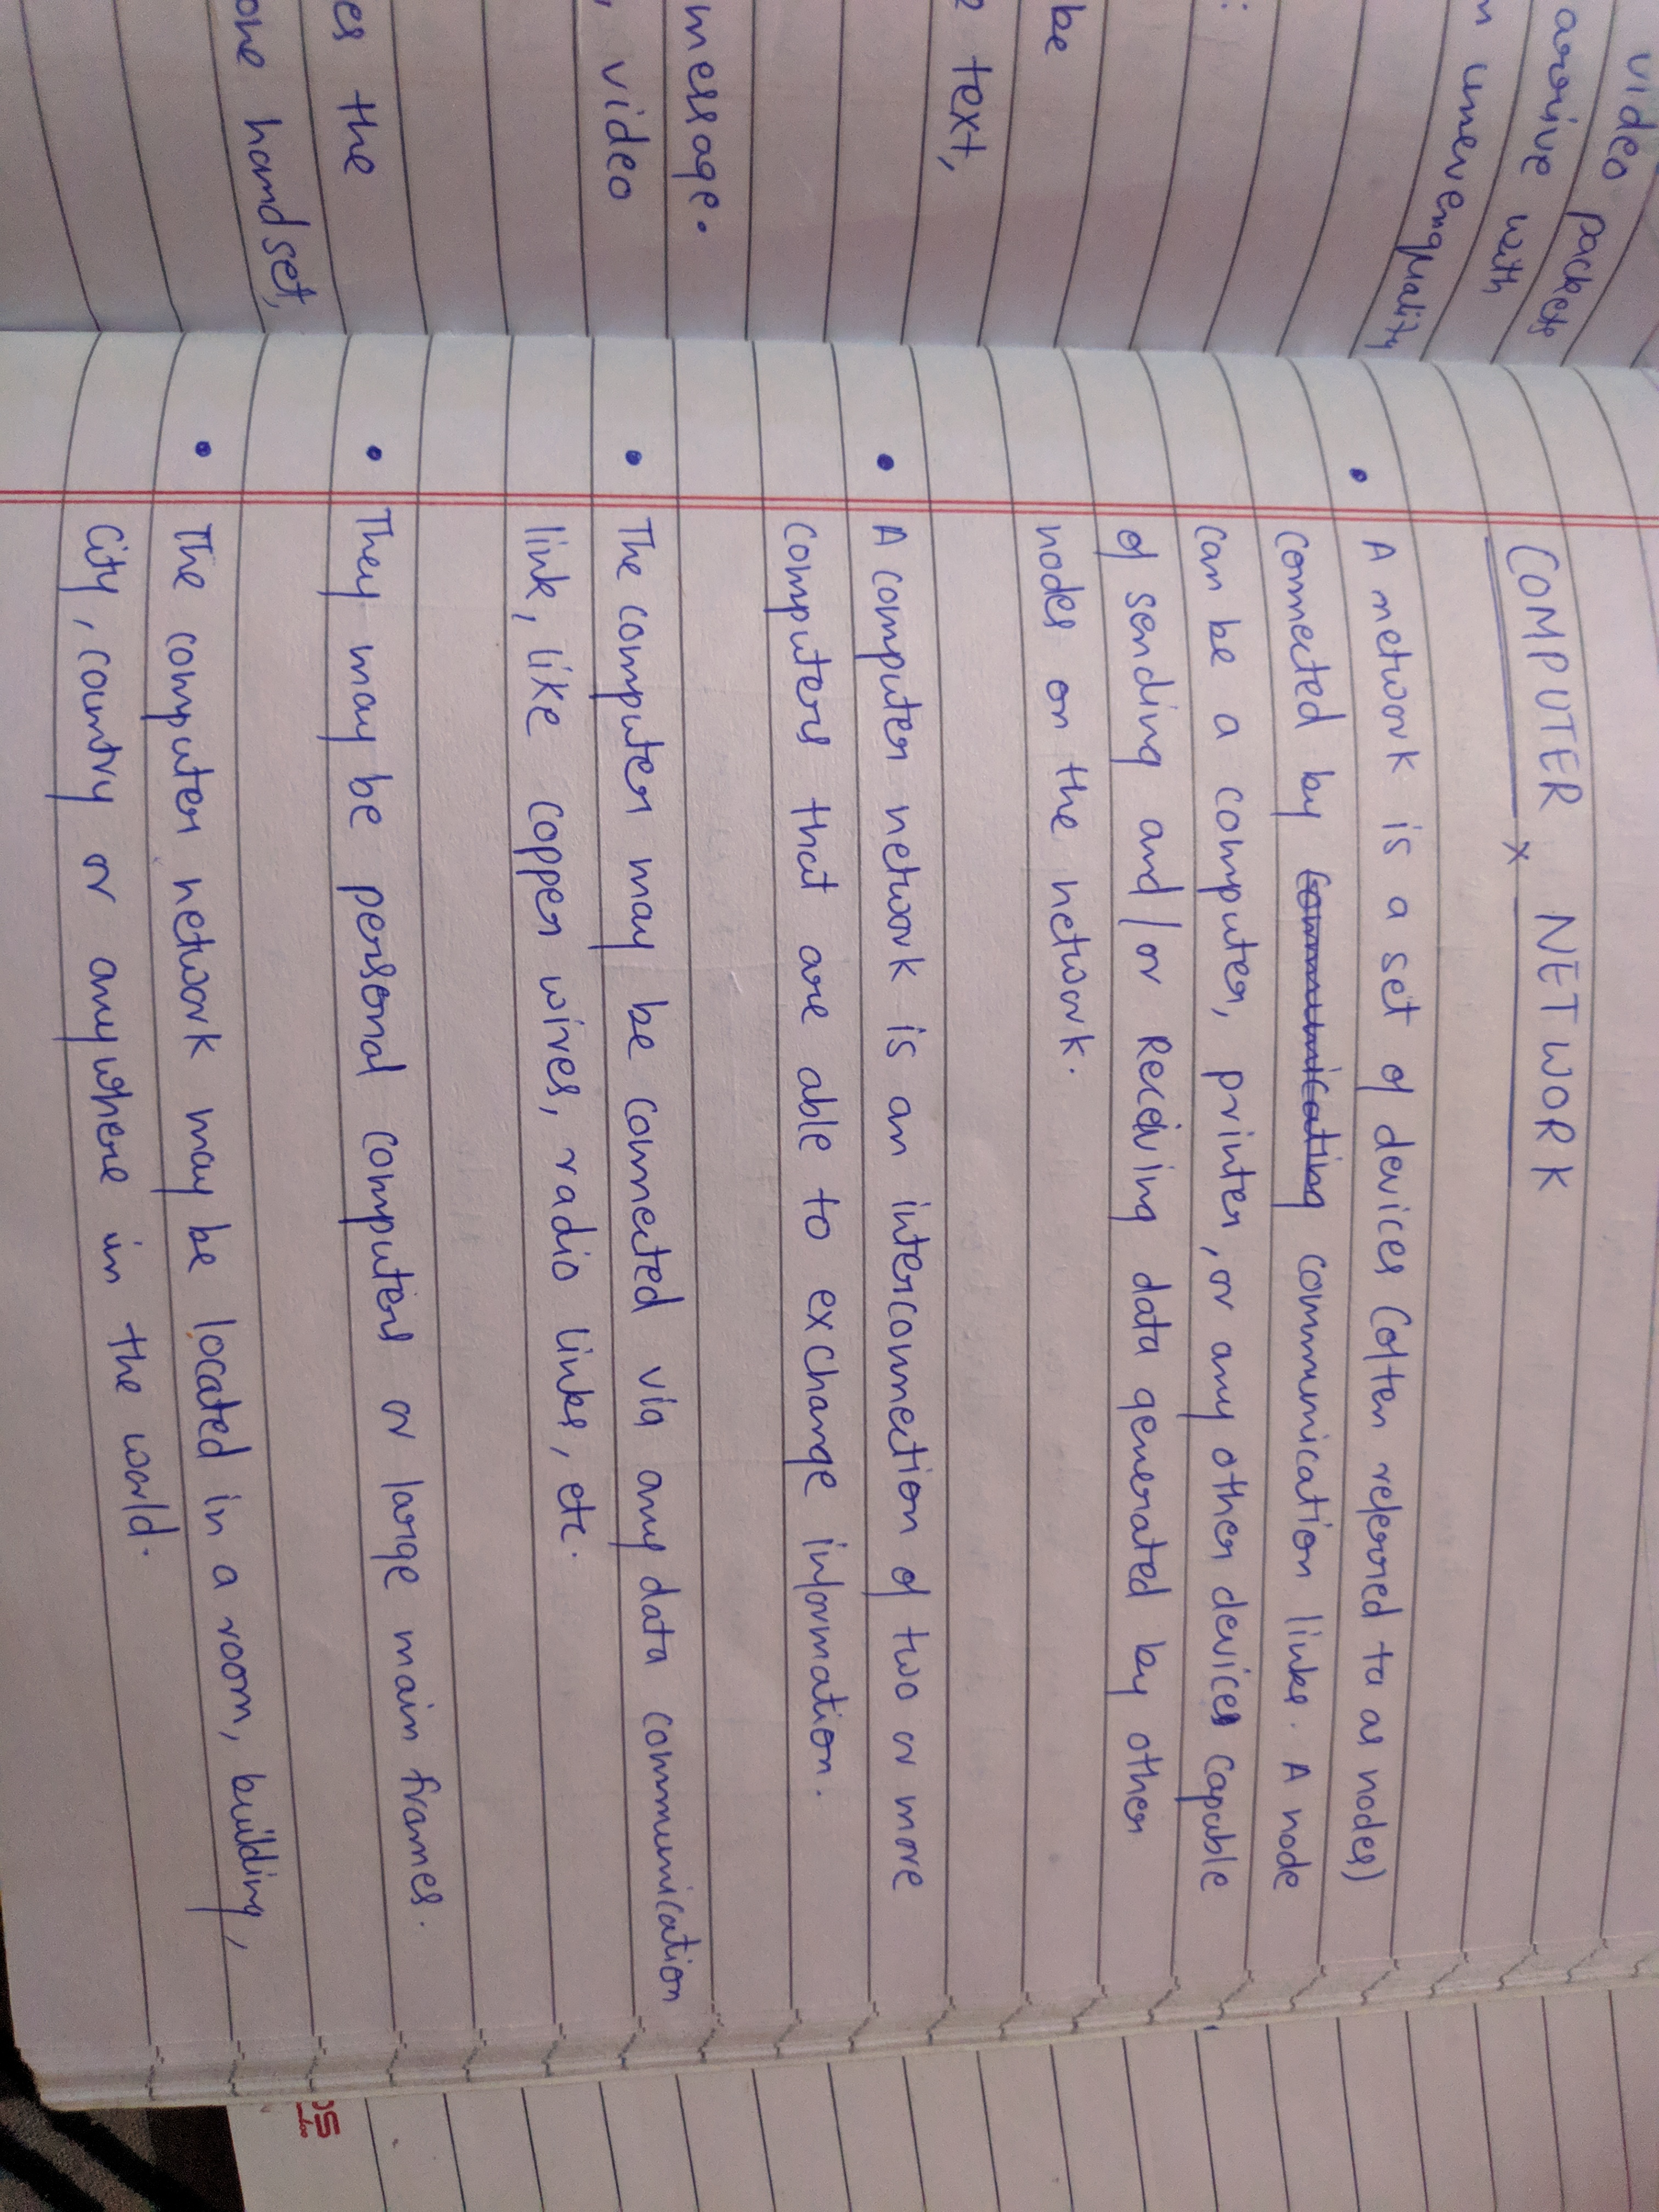 video packets
arrive with
unevenquality
:
be
text,
message.
, video
es the
one handset,
COMPUTER x NETWORK
• A network is a set of devices (often referred to as nodes)
connected by communicating communication links. A node
can be a computer, printer, or any other devices capable
of sending and/or Receiving data generated by other
nodes on the network.
• A computer network is an interconnection of two or more
computers that are able to exchange information.
• The computer may be connected via any data communication
link, like copper wires, radio links, etc.
• They may be personal computers or large main frames.
• The computer network may be located in a room, building,
City, country or anywhere in the world.